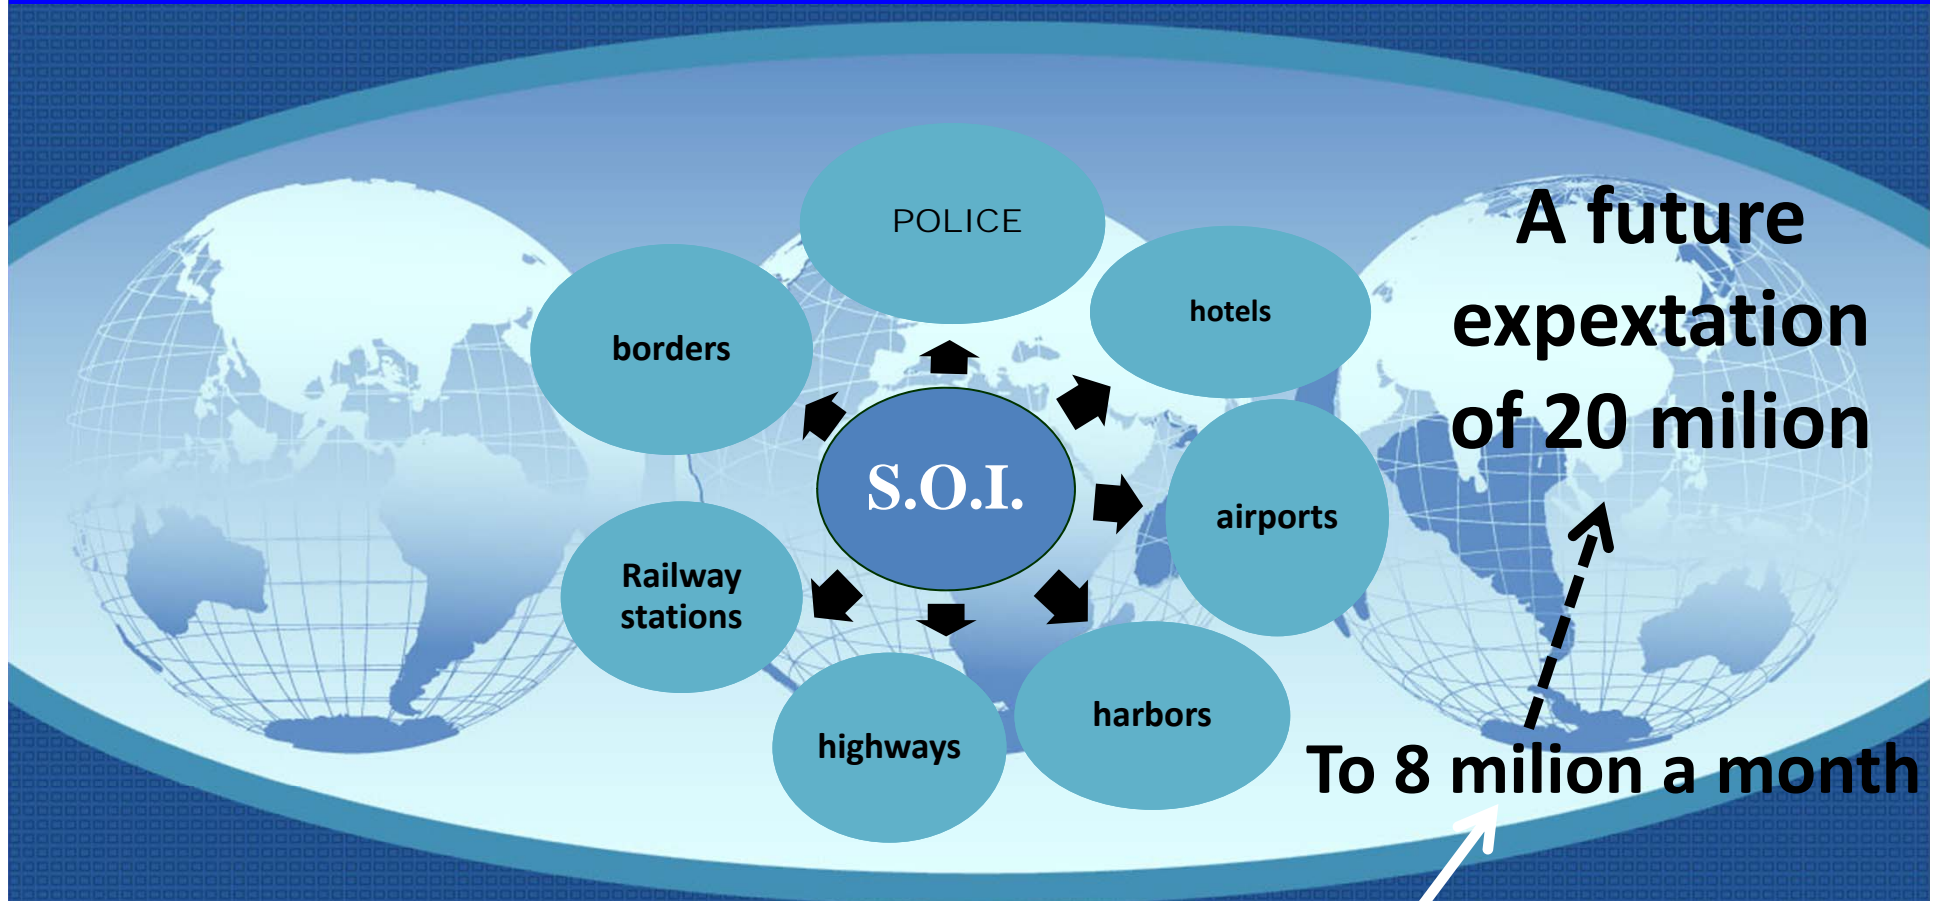 POLICE
hotels
borders
S.O.I.
airports
Railway
stations
highways
harbors
A future
expextation
of 20 milion
To 8 milion a month